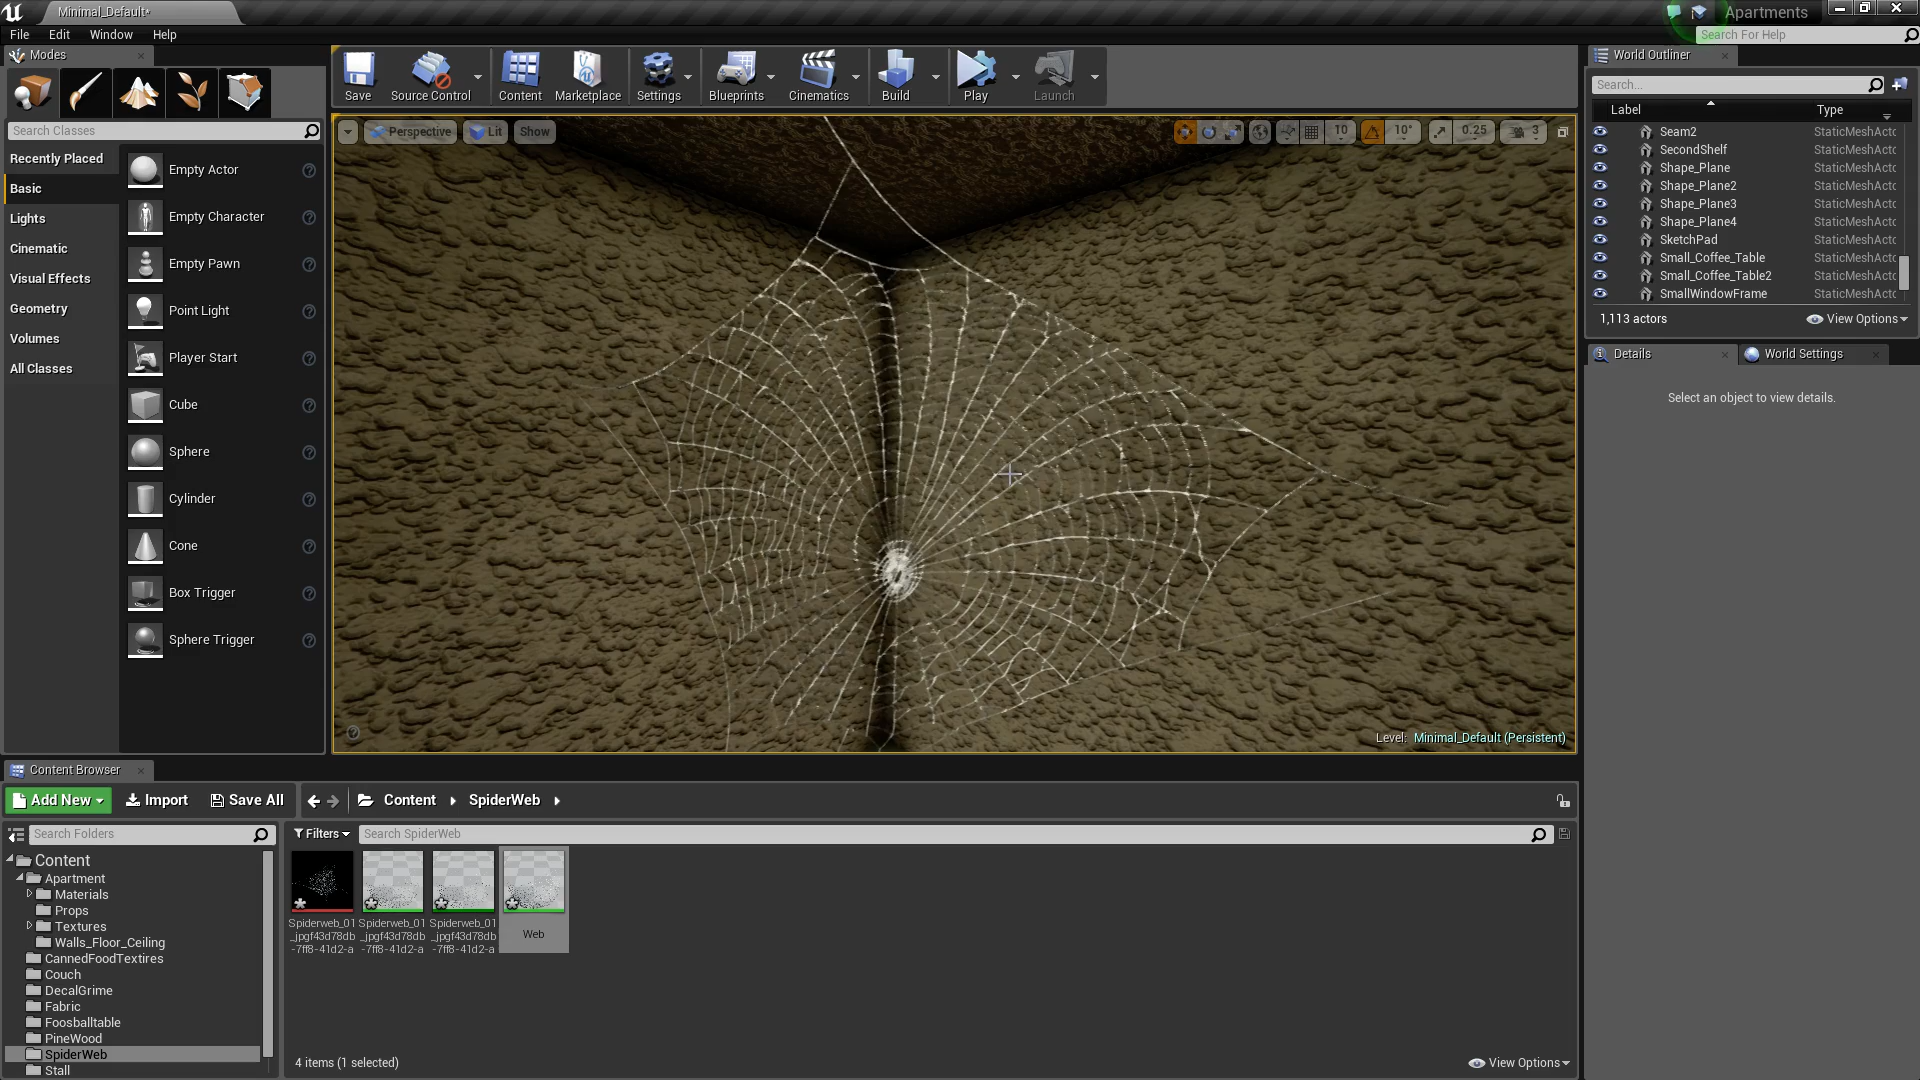 Minimal_Default*
Apartments
File Edit Window Help
Search For Help
Modes
Save
Source Control
Content
Marketplace
Settings
Blueprints
Cinematics
Build
Play
Launch
World Outliner
Search...
Label Type
Seam2 StaticMeshActo
SecondShelf StaticMeshActo
Shape_Plane StaticMeshActo
Shape_Plane2 StaticMeshActo
Shape_Plane3 StaticMeshActo
Shape_Plane4 StaticMeshActo
SketchPad StaticMeshActo
Small_Coffee_Table StaticMeshActo
Small_Coffee_Table2 StaticMeshActo
SmallWindowFrame StaticMeshActo
1,113 actors
View Options
Details
World Settings
Select an object to view details.
Search Classes
Recently Placed
Basic
Lights
Cinematic
Visual Effects
Geometry
Volumes
All Classes
Empty Actor
Empty Character
Empty Pawn
Point Light
Player Start
Cube
Sphere
Cylinder
Cone
Box Trigger
Sphere Trigger
Perspective
Lit
Show
10
10°
0.25
3
Level: Minimal_Default (Persistent)
Content Browser
Add New
Import
Save All
Content
SpiderWeb
Search Folders
Filters
Search SpiderWeb
Content
Apartment
Materials
Props
Textures
Walls_Floor_Ceiling
CannedFoodTextires
Couch
DecalGrime
Fabric
Foosballtable
PineWood
SpiderWeb
Stall
Spiderweb_01
_jpgf43d78db
-7ff8-41d2-a
Spiderweb_01
_jpgf43d78db
-7ff8-41d2-a
Spiderweb_01
_jpgf43d78db
-7ff8-41d2-a
Web
4 items (1 selected)
View Options